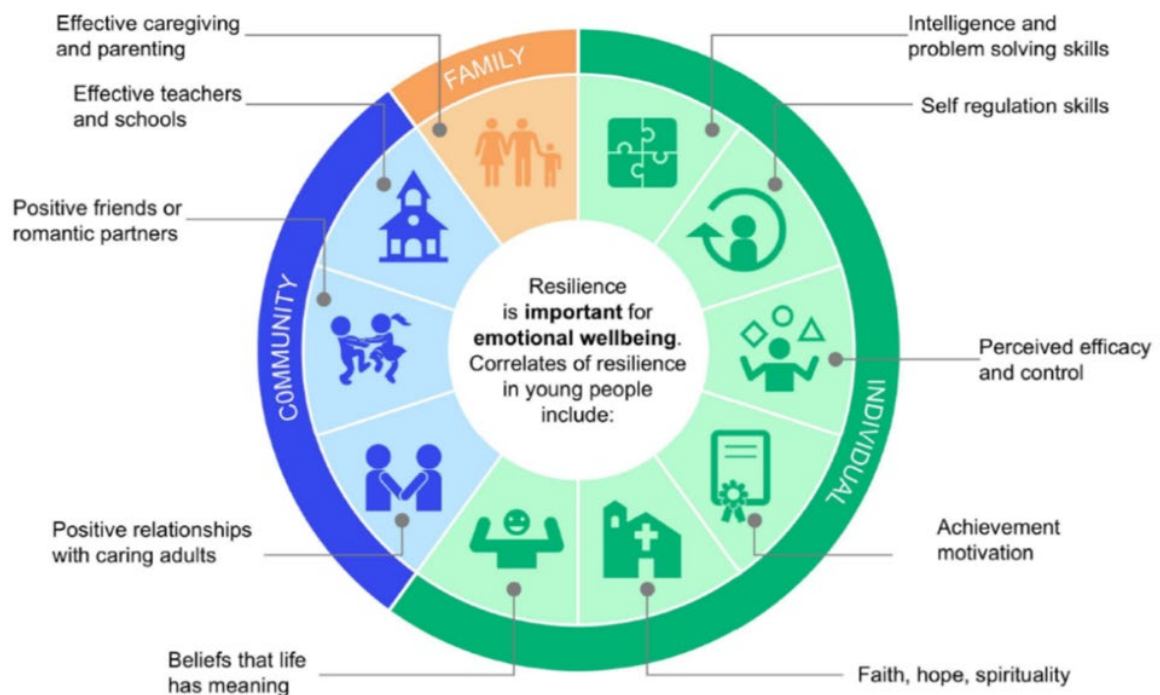 Effective caregiving
and parenting
Effective teachers
and schools
Positive friends or
romantic partners
Positive relationships
with caring adults
Beliefs that life
has meaning
FAMILY
COMMUNITY
INDIVIDUAL
Resilience
is important for
emotional wellbeing.
Correlates of resilience
in young people
include:
Intelligence and
problem solving skills
Self regulation skills
Perceived efficacy
and control
Achievement
motivation
Faith, hope, spirituality